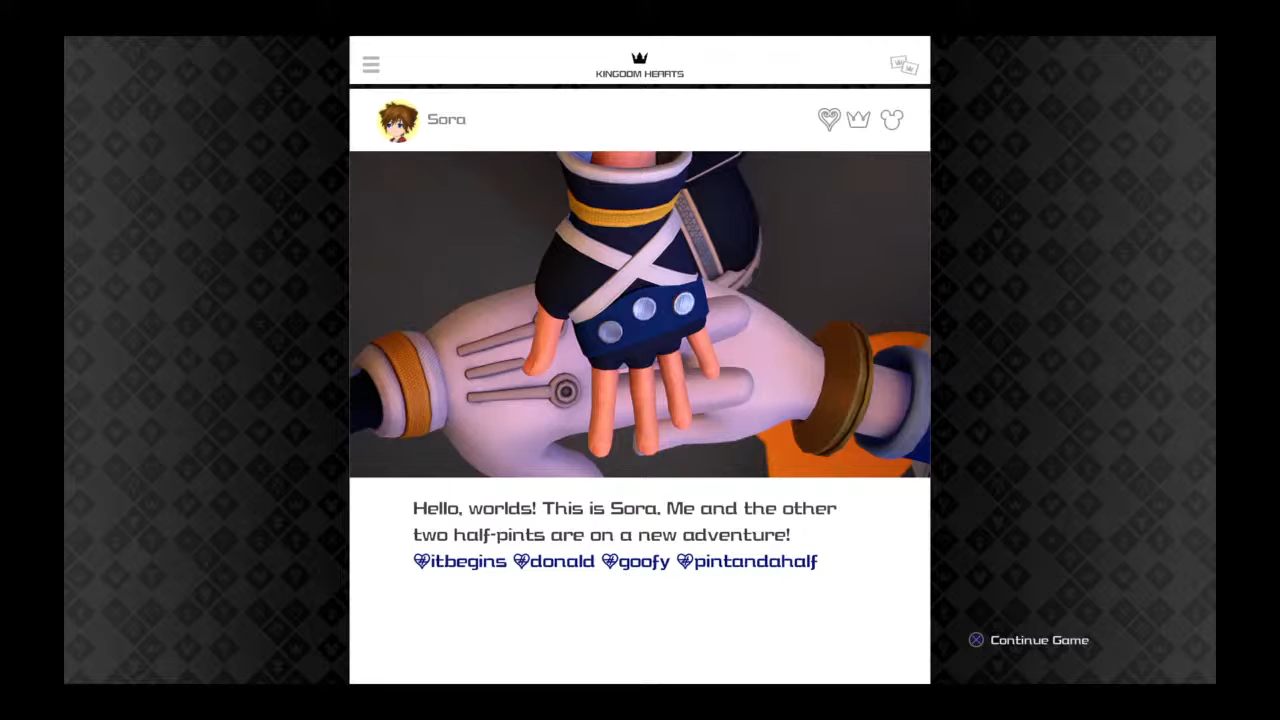 KINGDOM HEARTS
Sora
Hello, worlds! This is Sora. Me and the other
two half-pints are on a new adventure!
itbegins donald goofy pintandahalf
Continue Game